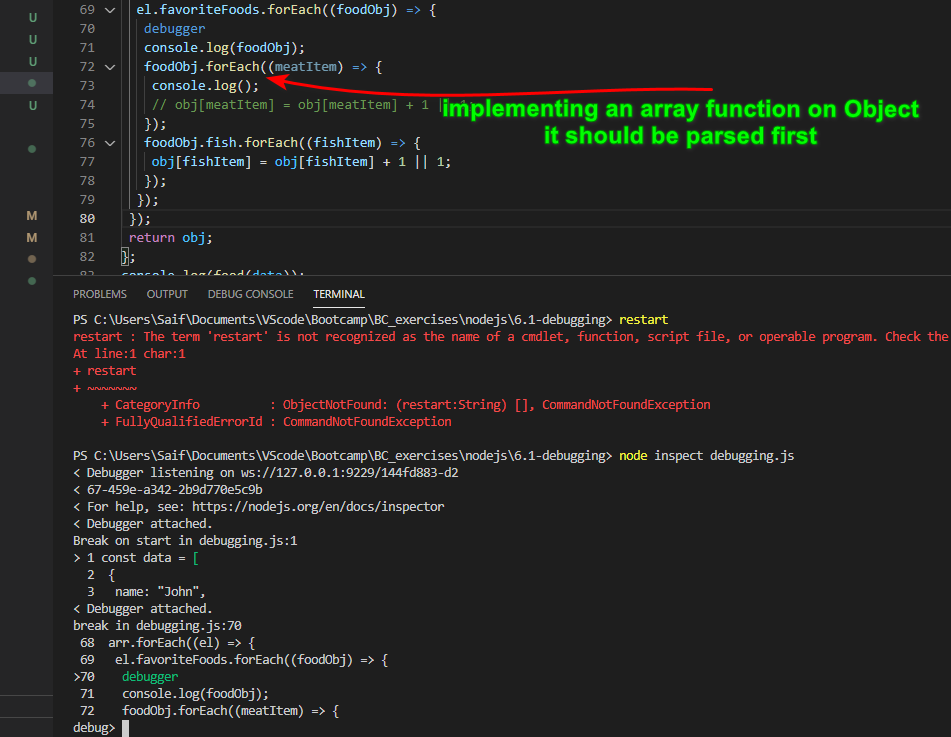 U
U
U
U
M
M
69 el.favoriteFoods.forEach((foodObj) => {
70 debugger
71 console.log(foodObj);
72 foodObj.forEach((meatItem) => {
73 console.log();
74 // obj[meatItem] = obj[meatItem] + 1
75 });
76 foodObj.fish.forEach((fishItem) => {
77 obj[fishItem] = obj[fishItem] + 1 || 1;
78 });
79 });
80 });
81 return obj;
82 };
83 console.log(food(data));
implementing an array function on Object
it should be parsed first
PROBLEMS OUTPUT DEBUG CONSOLE TERMINAL
PS C:\Users\Saif\Documents\VScode\Bootcamp\BC_exercises\nodejs\6.1-debugging> restart
restart : The term 'restart' is not recognized as the name of a cmdlet, function, script file, or operable program. Check the
At line:1 char:1
+ restart
+ ~~~~~~~
+ CategoryInfo : ObjectNotFound: (restart:String) [], CommandNotFoundException
+ FullyQualifiedErrorId : CommandNotFoundException
PS C:\Users\Saif\Documents\VScode\Bootcamp\BC_exercises\nodejs\6.1-debugging> node inspect debugging.js
< Debugger listening on ws://127.0.0.1:9229/144fd883-d2
< 67-459e-a342-2b9d770e5c9b
< For help, see: https://nodejs.org/en/docs/inspector
< Debugger attached.
Break on start in debugging.js:1
> 1 const data = [
2 {
3 name: "John",
< Debugger attached.
break in debugging.js:70
68 arr.forEach((el) => {
69 el.favoriteFoods.forEach((foodObj) => {
>70 debugger
71 console.log(foodObj);
72 foodObj.forEach((meatItem) => {
debug>